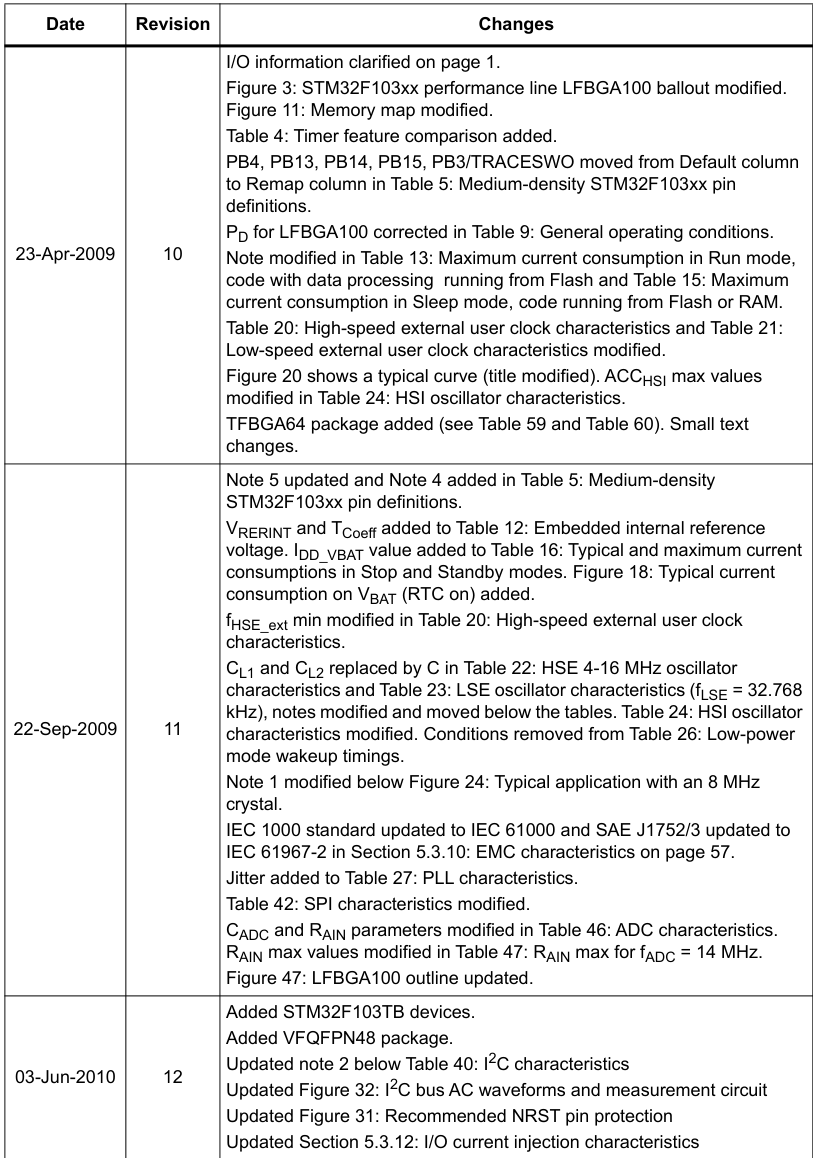 Date Revision Changes
I/O information clarified on page 1.
Figure 3: STM32F103xx performance line LFBGA100 ballout modified.
Figure 11: Memory map modified.
Table 4: Timer feature comparison added.
PB4, PB13, PB14, PB15, PB3/TRACESWO moved from Default column
to Remap column in Table 5: Medium-density STM32F103xx pin
definitions.
PD for LFBGA100 corrected in Table 9: General operating conditions.
23-Apr-2009 10
Note modified in Table 13: Maximum current consumption in Run mode,
code with data processing running from Flash and Table 15: Maximum
current consumption in Sleep mode, code running from Flash or RAM.
Table 20: High-speed external user clock characteristics and Table 21:
Low-speed external user clock characteristics modified.
Figure 20 shows a typical curve (title modified). ACCHSI max values
modified in Table 24: HSI oscillator characteristics.
TFBGA64 package added (see Table 59 and Table 60). Small text
changes.
Note 5 updated and Note 4 added in Table 5: Medium-density
STM32F103xx pin definitions.
VRERINT and TCoeff added to Table 12: Embedded internal reference
voltage. IDD_VBAT value added to Table 16: Typical and maximum current
consumptions in Stop and Standby modes. Figure 18: Typical current
consumption on VBAT (RTC on) added.
fHSE_ext min modified in Table 20: High-speed external user clock
characteristics.
CL1 and CL2 replaced by C in Table 22: HSE 4-16 MHz oscillator
characteristics and Table 23: LSE oscillator characteristics (fLSE = 32.768
kHz), notes modified and moved below the tables. Table 24: HSI oscillator
22-Sep-2009 11
characteristics modified. Conditions removed from Table 26: Low-power
mode wakeup timings.
Note 1 modified below Figure 24: Typical application with an 8 MHz
crystal.
IEC 1000 standard updated to IEC 61000 and SAE J1752/3 updated to
IEC 61967-2 in Section 5.3.10: EMC characteristics on page 57.
Jitter added to Table 27: PLL characteristics.
Table 42: SPI characteristics modified.
CADC and RAIN parameters modified in Table 46: ADC characteristics.
RAIN max values modified in Table 47: RAIN max for fADC = 14 MHz.
Figure 47: LFBGA100 outline updated.
Added STM32F103TB devices.
Added VFQFPN48 package.
Updated note 2 below Table 40: I2C characteristics
03-Jun-2010 12
Updated Figure 32: I2C bus AC waveforms and measurement circuit
Updated Figure 31: Recommended NRST pin protection
Updated Section 5.3.12: I/O current injection characteristics